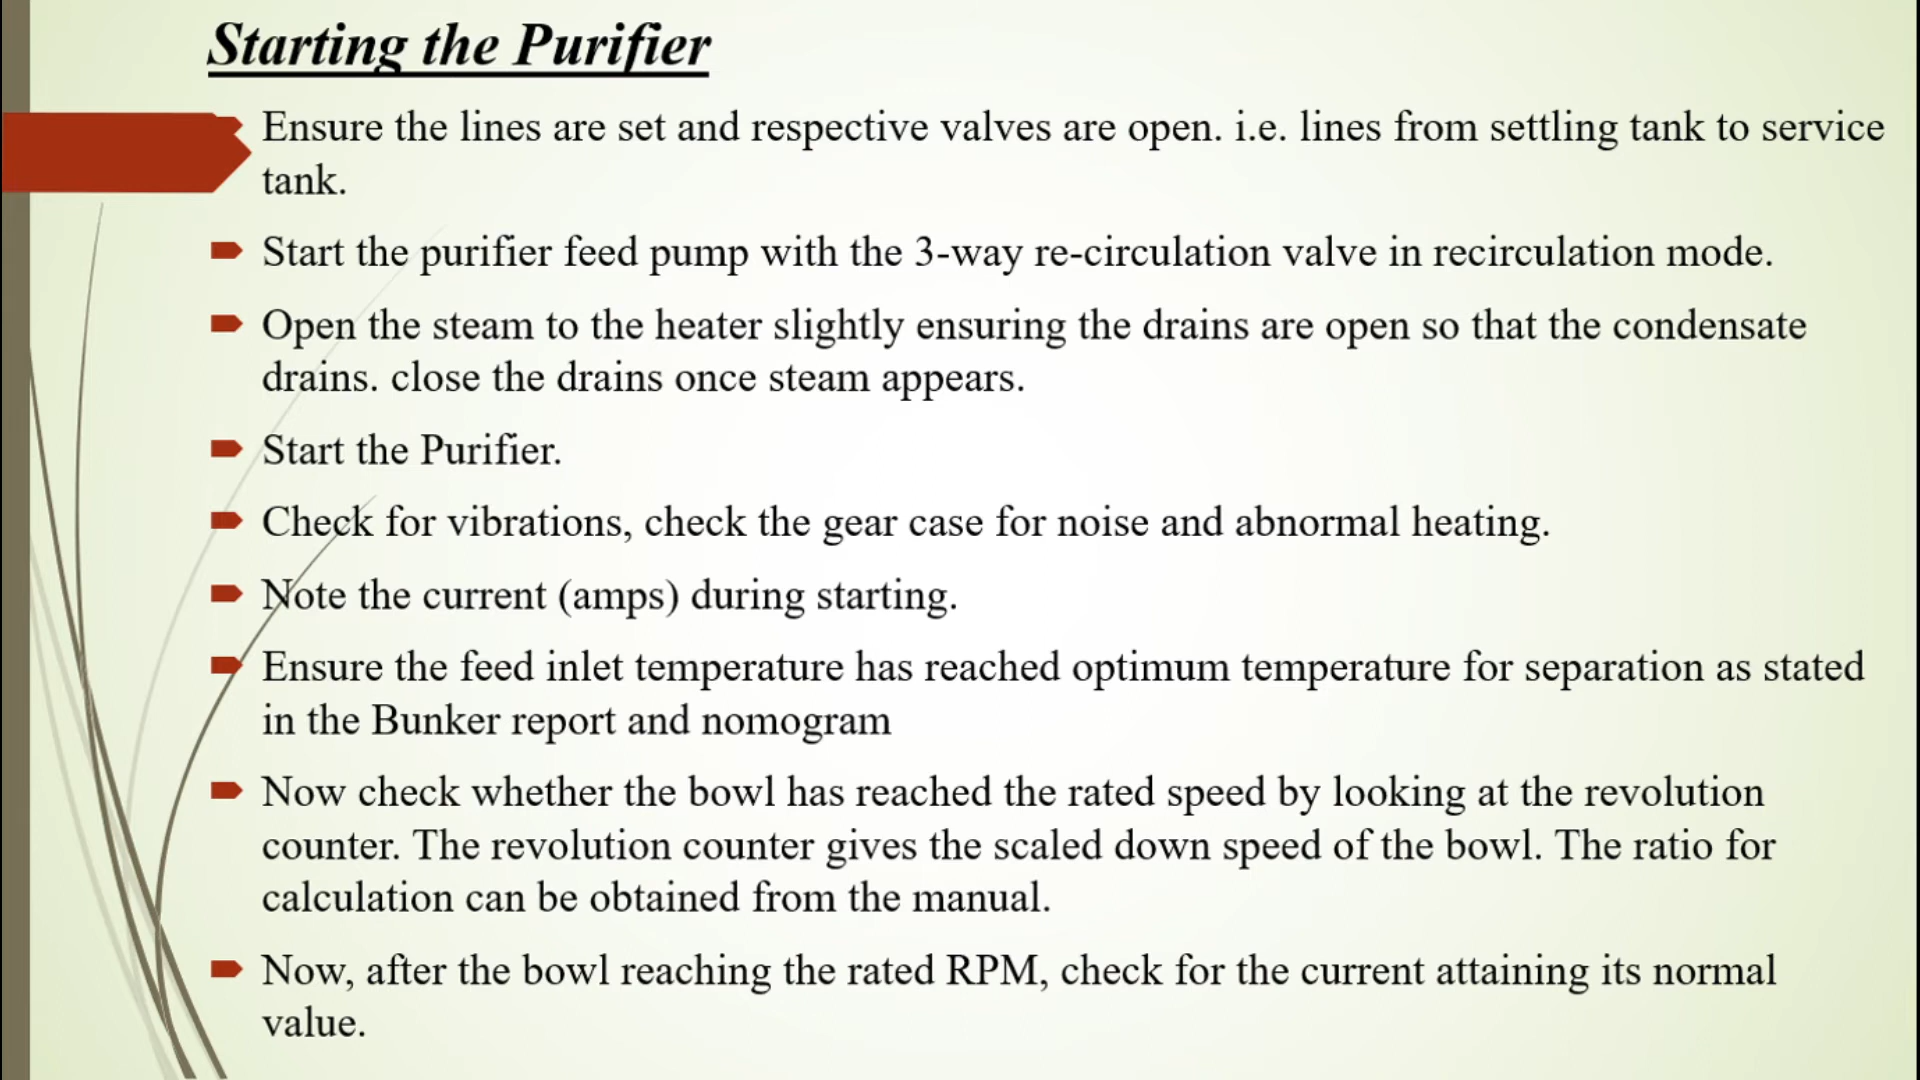 Starting the Purifier
Ensure the lines are set and respective valves are open. i.e. lines from settling tank to service
tank.
Start the purifier feed pump with the 3-way re-circulation valve in recirculation mode.
Open the steam to the heater slightly ensuring the drains are open so that the condensate
drains. close the drains once steam appears.
Start the Purifier.
Check for vibrations, check the gear case for noise and abnormal heating.
Note the current (amps) during starting.
Ensure the feed inlet temperature has reached optimum temperature for separation as stated
in the Bunker report and nomogram
Now check whether the bowl has reached the rated speed by looking at the revolution
counter. The revolution counter gives the scaled down speed of the bowl. The ratio for
calculation can be obtained from the manual.
Now, after the bowl reaching the rated RPM, check for the current attaining its normal
value.